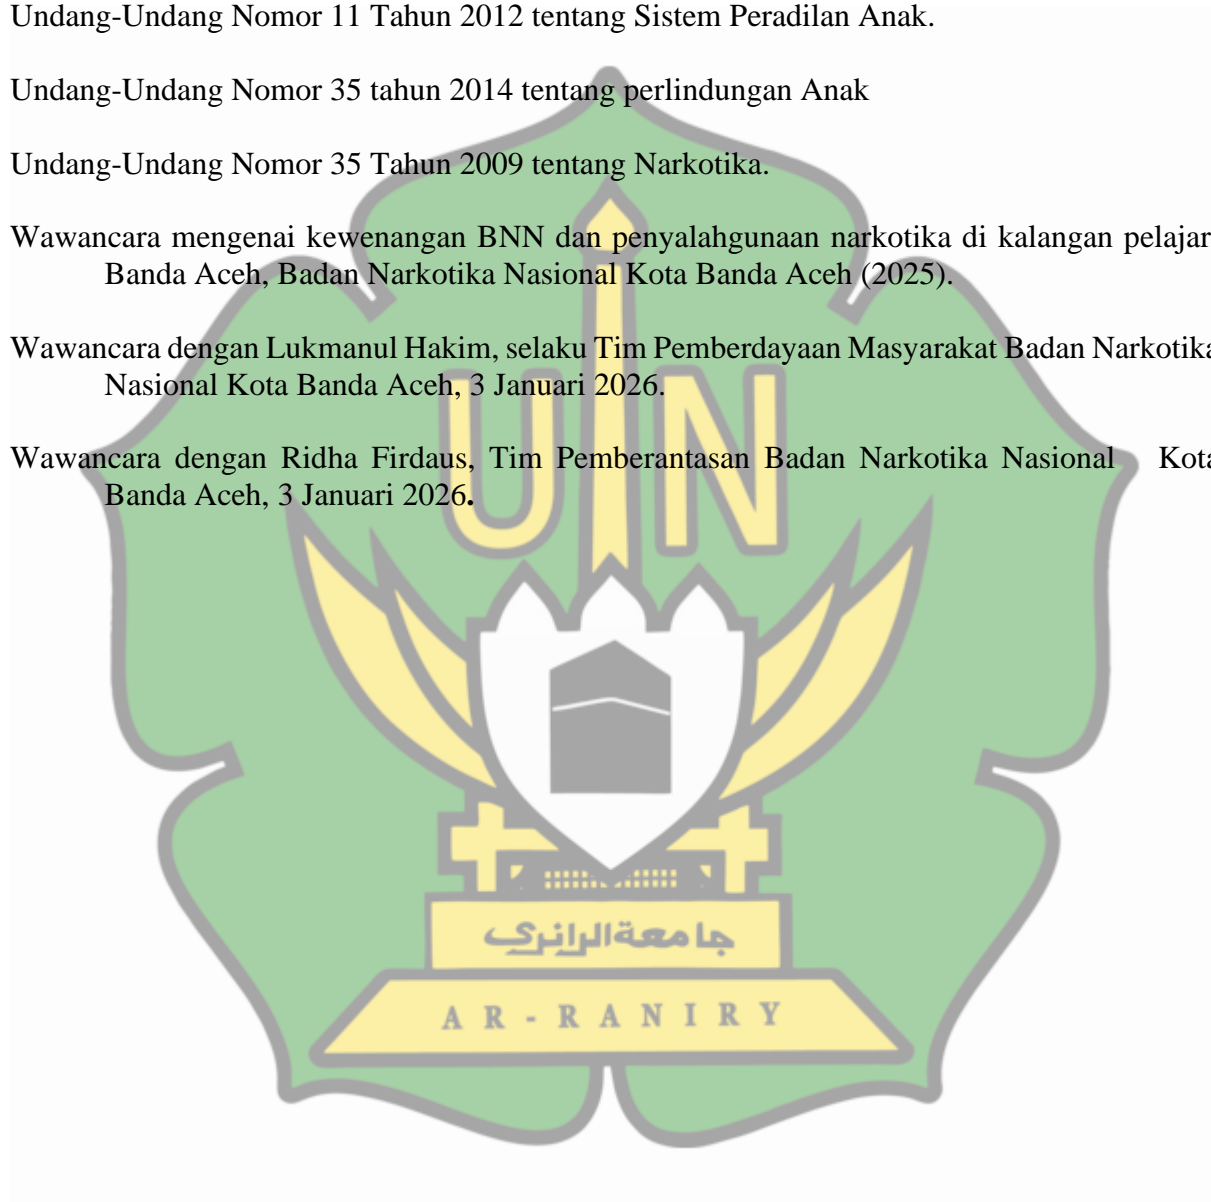 Undang-Undang Nomor 11 Tahun 2012 tentang Sistem Peradilan Anak.
Undang-Undang Nomor 35 tahun 2014 tentang perlindungan Anak
Undang-Undang Nomor 35 Tahun 2009 tentang Narkotika.
Wawancara mengenai kewenangan BNN dan penyalahgunaan narkotika di kalangan pelajar
Banda Aceh, Badan Narkotika Nasional Kota Banda Aceh (2025).
Wawancara dengan Lukmanul Hakim, selaku Tim Pemberdayaan Masyarakat Badan Narkotika
Nasional Kota Banda Aceh, 3 Januari 2026.
Wawancara dengan Ridha Firdaus, Tim Pemberantasan Badan Narkotika Nasional Kota
Banda Aceh, 3 Januari 2026.
UIN
جامعة الرانري
AR-RANIRY